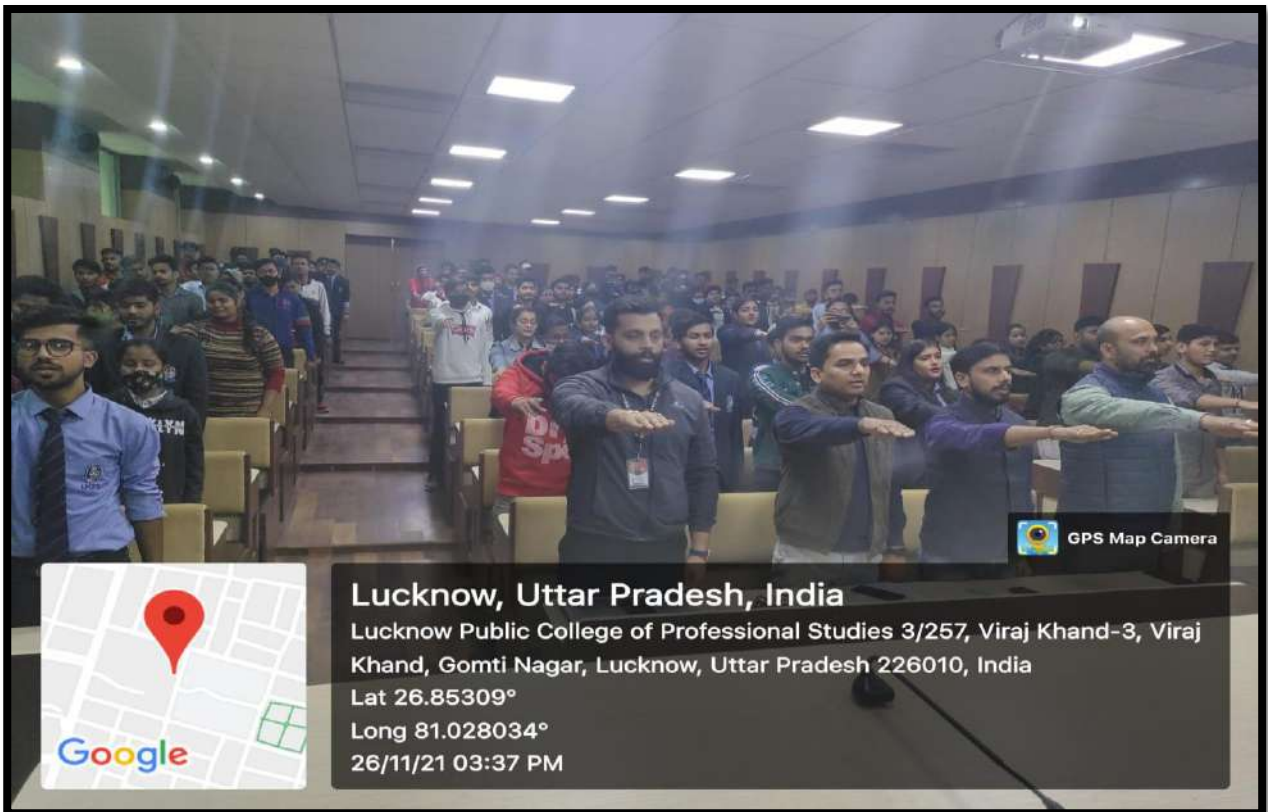 GPS Map Camera
Lucknow, Uttar Pradesh, India
Lucknow Public College of Professional Studies 3/257, Viraj Khand-3, Viraj
Khand, Gomti Nagar, Lucknow, Uttar Pradesh 226010, India
Lat 26.85309°
Long 81.028034°
26/11/21 03:37 PM
Google